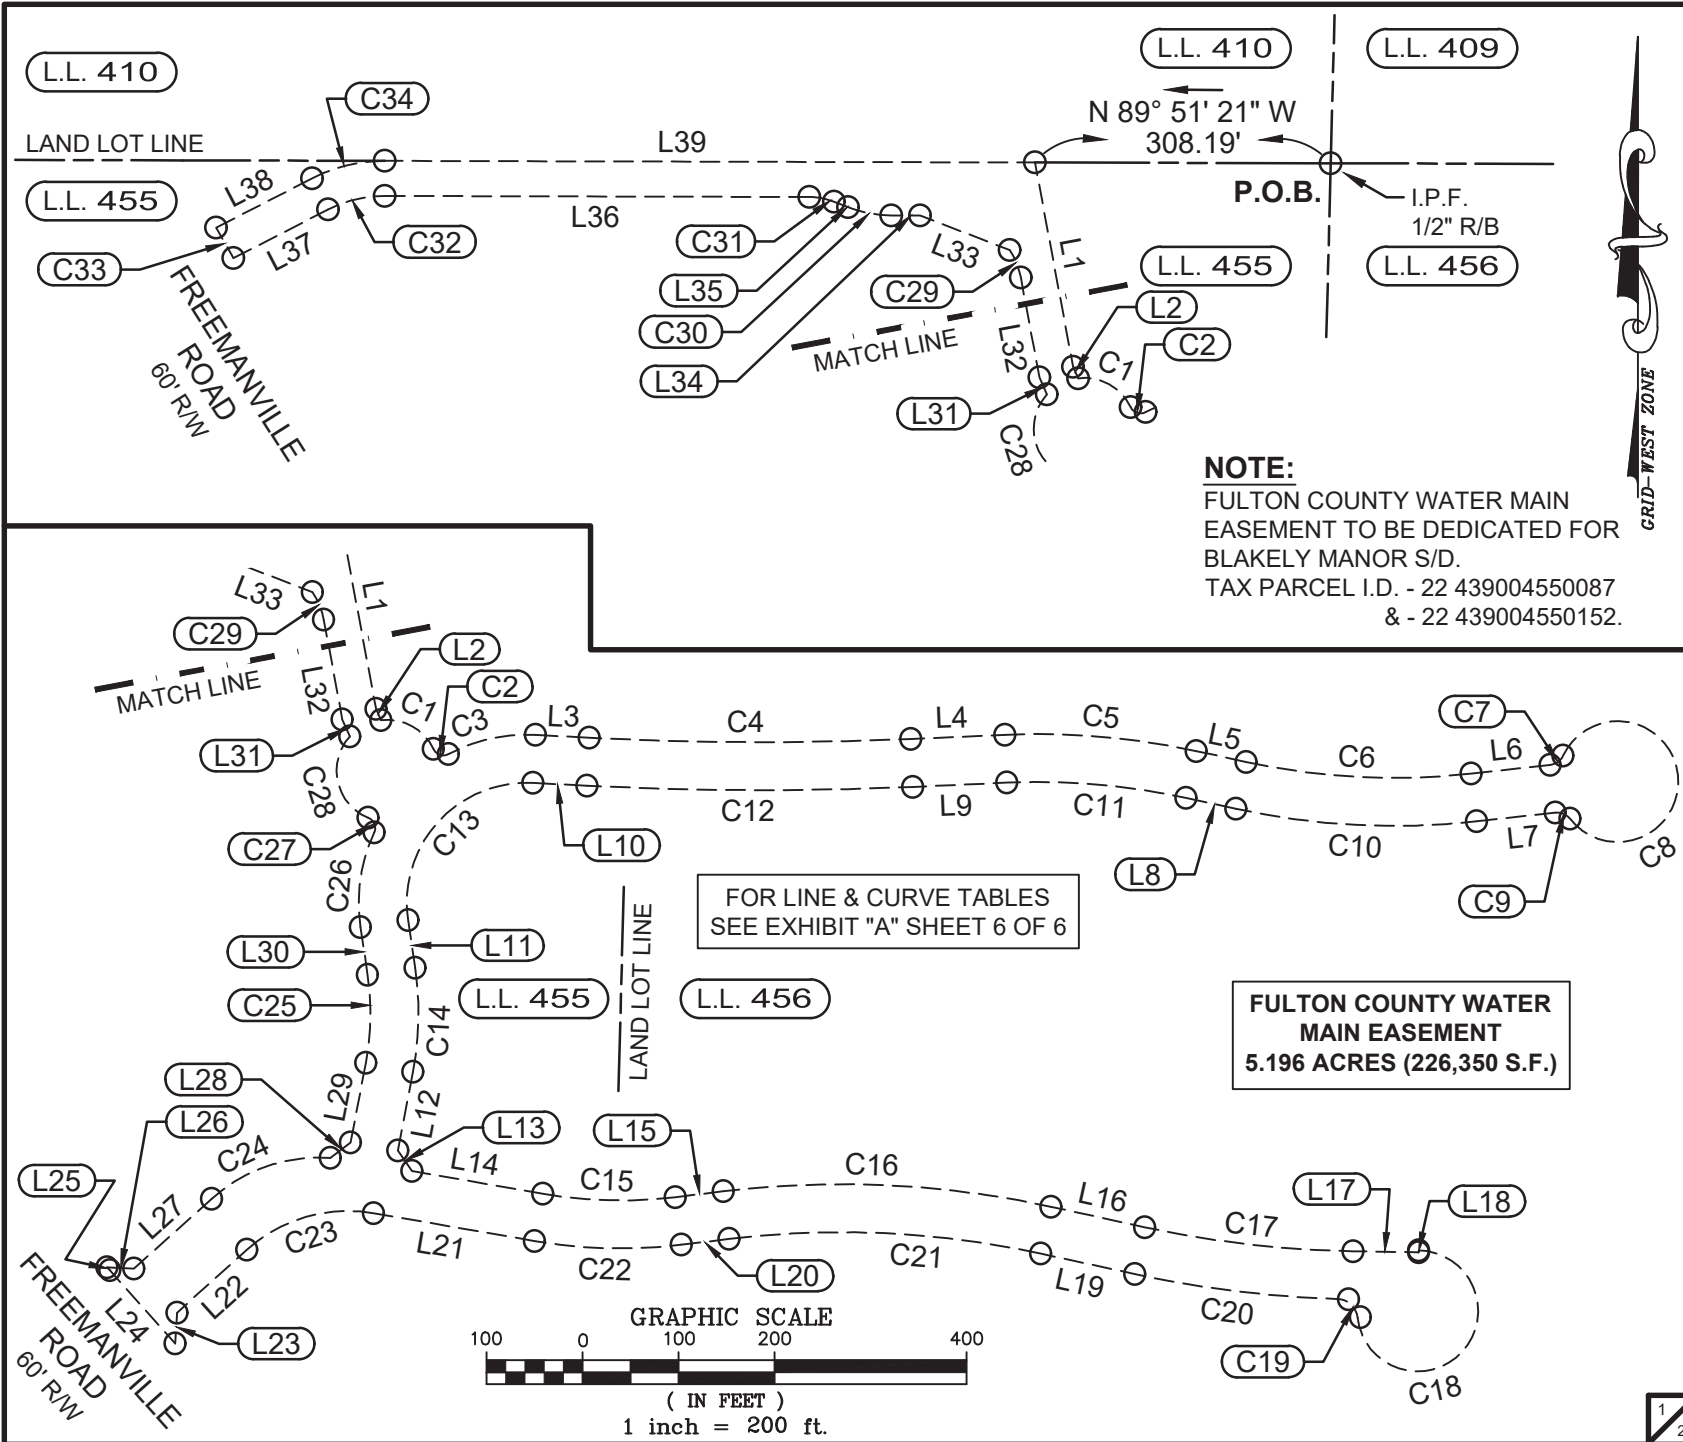 L.L. 410
C34
LAND LOT LINE
L39
L.L. 410
L.L. 409
N 89° 51' 21" W
308.19'
P.O.B.
I.P.F.
1/2" R/B
L.L. 455
L38
L36
C32
C31
L33
L1
L.L. 455
L.L. 456
C33
L37
L35
C29
L2
C30
MATCH LINE
L32
C1
C2
FREEMANVILLE
ROAD
60' R/W
L34
L31
C28
GRID-WEST ZONE
NOTE:
FULTON COUNTY WATER MAIN
EASEMENT TO BE DEDICATED FOR
BLAKELY MANOR S/D.
TAX PARCEL I.D. - 22 439004550087
& - 22 439004550152.
L33
L1
C29
L2
MATCH LINE
L32
C1
C2
C3
L3
C4
L4
C5
L5
C7
C6
L6
L31
C28
C27
C13
C12
L9
C11
L10
L8
C10
L7
C9
C8
C26
FOR LINE & CURVE TABLES
SEE EXHIBIT "A" SHEET 6 OF 6
L30
L11
C25
L.L. 455
LAND LOT LINE
L.L. 456
C14
FULTON COUNTY WATER
MAIN EASEMENT
5.196 ACRES (226,350 S.F.)
L28
L29
L12
L26
L13
L15
C24
L14
C15
C16
L25
L27
L16
L17
L18
C17
C23
L21
C22
C21
L20
L19
C20
L22
L24
L23
C19
C18
FREEMANVILLE
ROAD
60' R/W
GRAPHIC SCALE
100 0 100 200 400
( IN FEET )
1 inch = 200 ft.
1
2